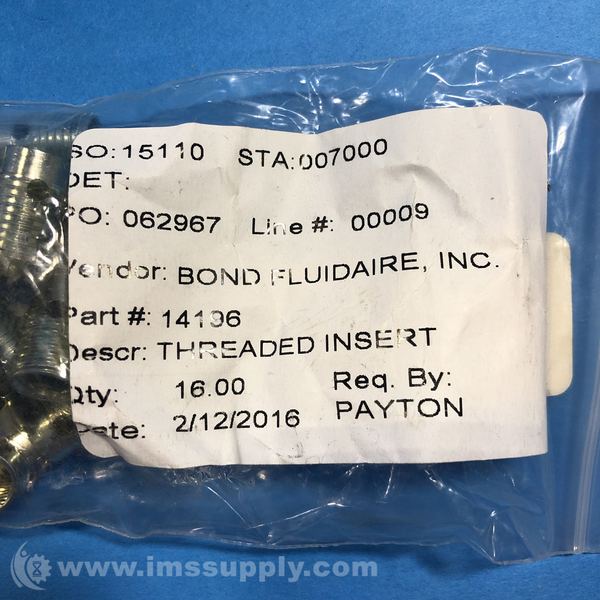 SO:15110 STA:007000
DET:
PO: 062967 Line #: 00009
Vendor: BOND FLUIDAIRE, INC.
Part #: 14196
Descr: THREADED INSERT
Qty: 16.00 Req. By:
Date: 2/12/2016 PAYTON
www.imssupply.com